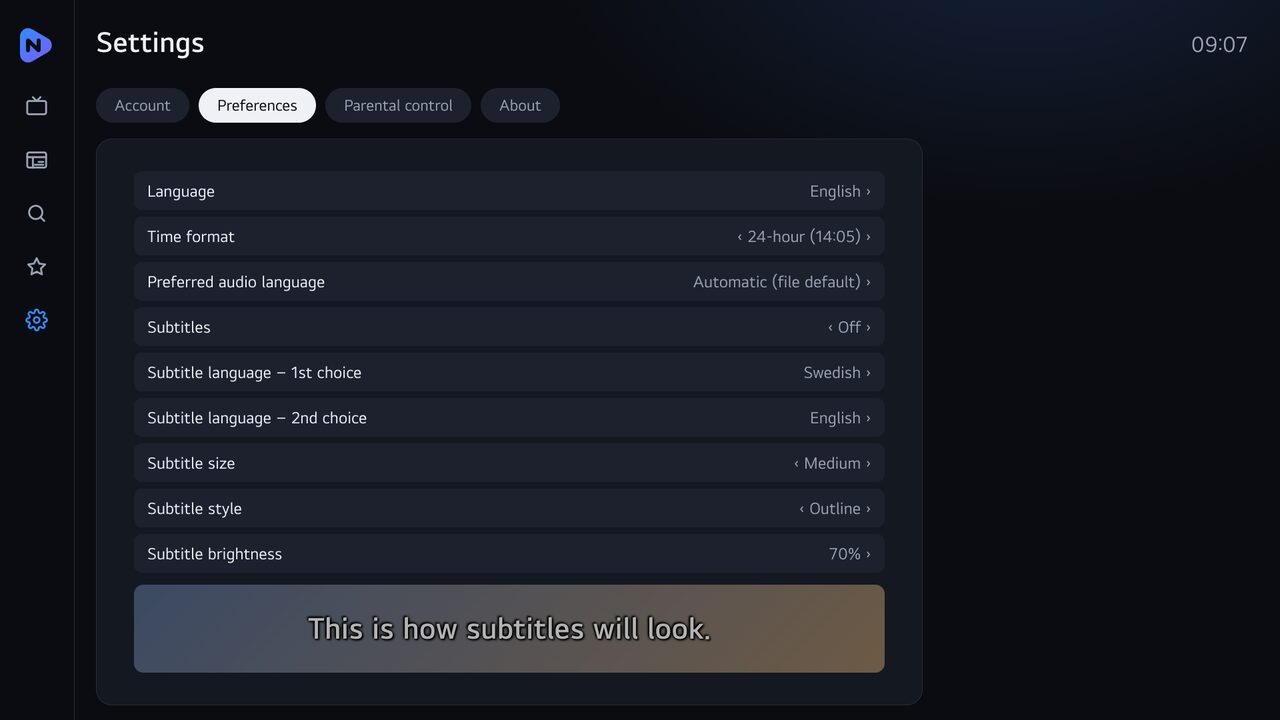 Settings
09:07
N
Account Preferences Parental control About
Language English ›
Time format ‹ 24-hour (14:05) ›
Preferred audio language Automatic (file default) ›
Subtitles ‹ Off ›
Subtitle language – 1st choice Swedish ›
Subtitle language – 2nd choice English ›
Subtitle size ‹ Medium ›
Subtitle style ‹ Outline ›
Subtitle brightness 70% ›
This is how subtitles will look.